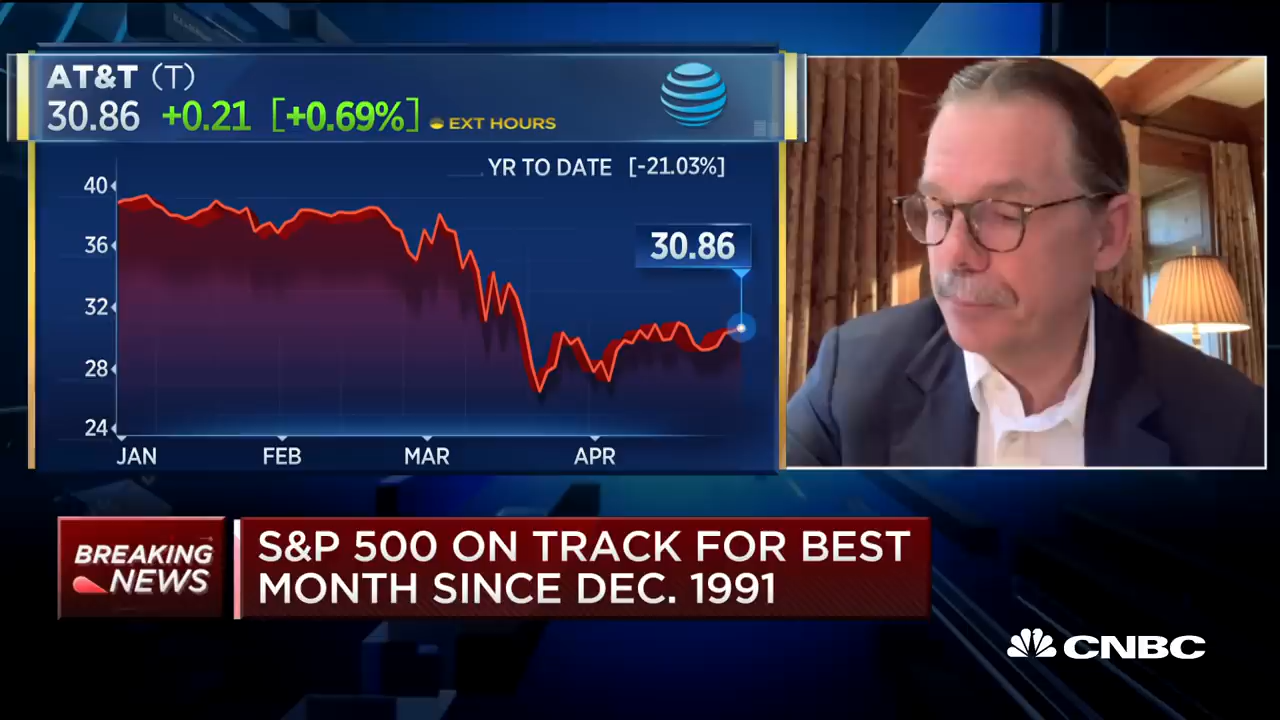 AT&T (T)
30.86 +0.21 [+0.69%] EXT HOURS
YR TO DATE [-21.03%]
40
36
32
28
24
30.86
JAN FEB MAR APR
BREAKING
NEWS
S&P 500 ON TRACK FOR BEST
MONTH SINCE DEC. 1991
CNBC